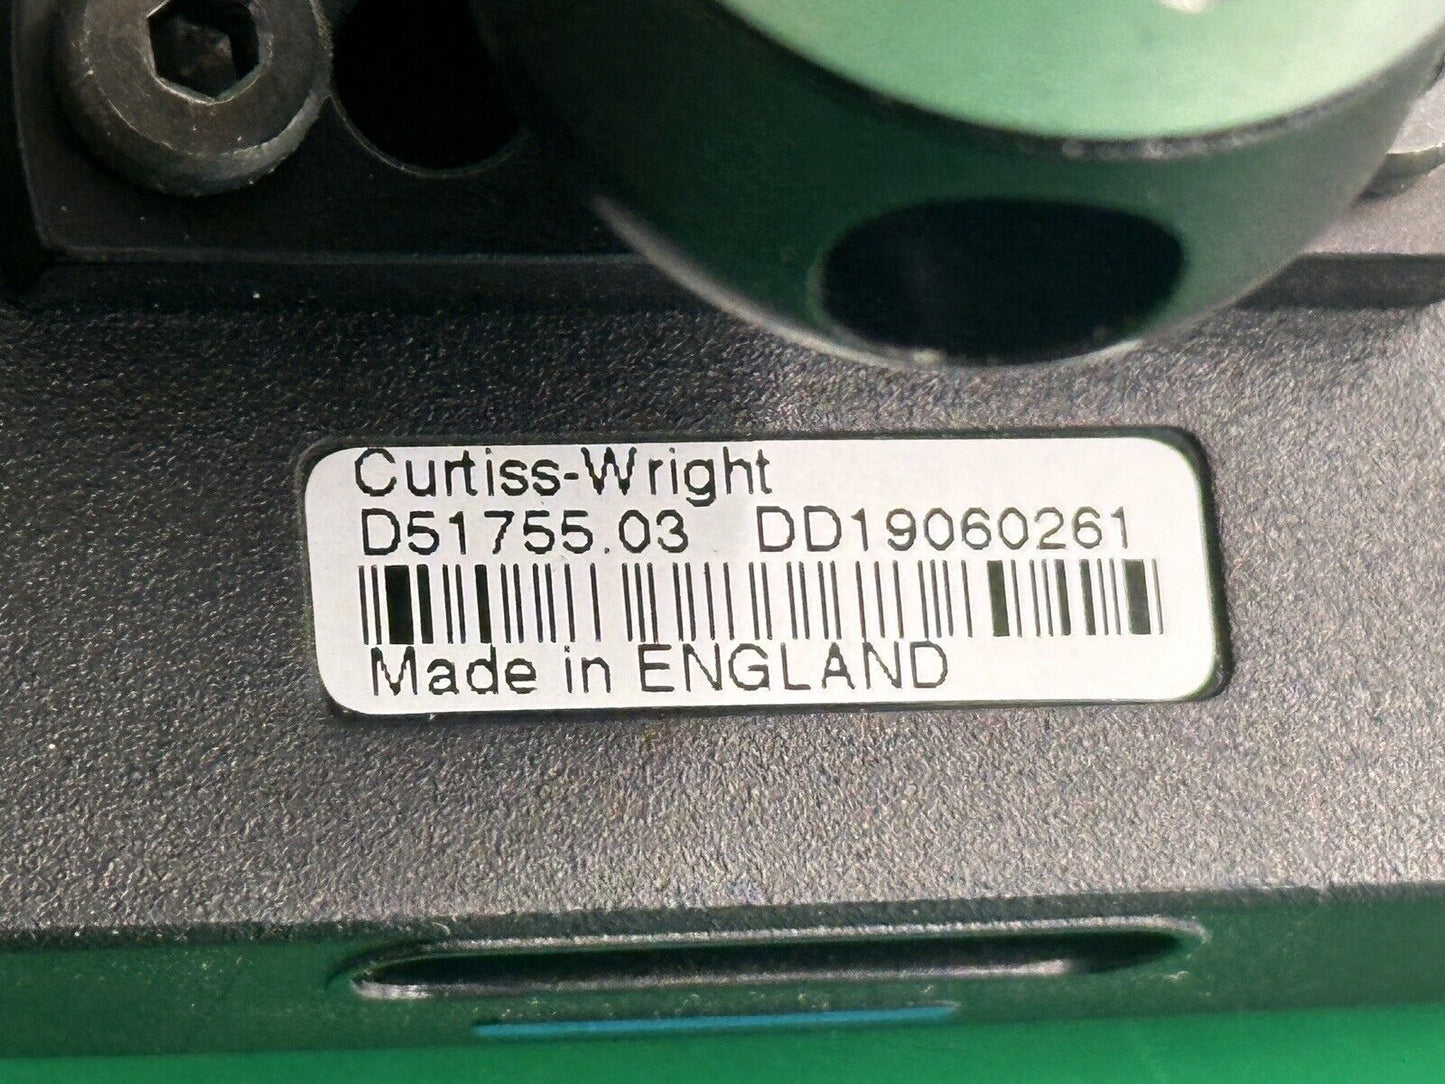 Curtiss-Wright
D51755.03 DD19060261
Made in ENGLAND